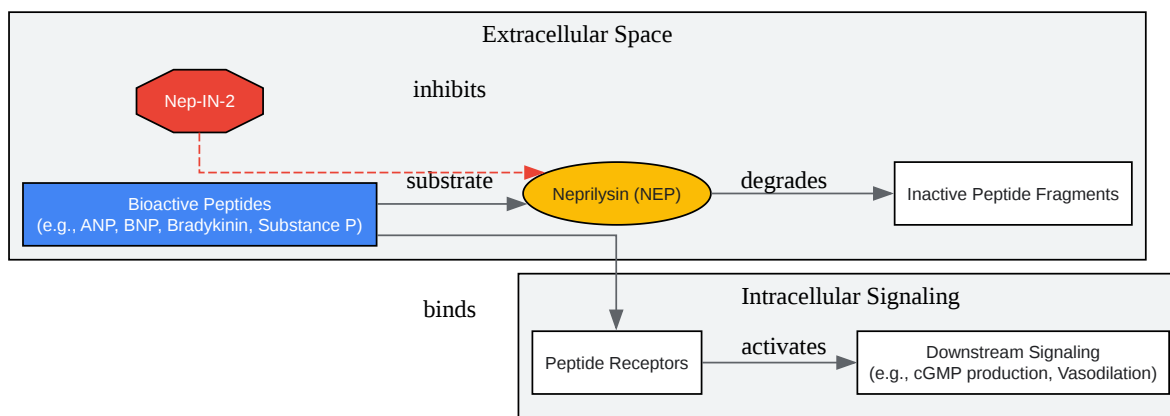 Extracellular Space
inhibits
Nep-IN-2
substrate
Neprilysin (NEP)
degrades
Inactive Peptide Fragments
Bioactive Peptides
(e.g., ANP, BNP, Bradykinin, Substance P)
binds
Intracellular Signaling
Peptide Receptors
activates
Downstream Signaling
(e.g., cGMP production, Vasodilation)